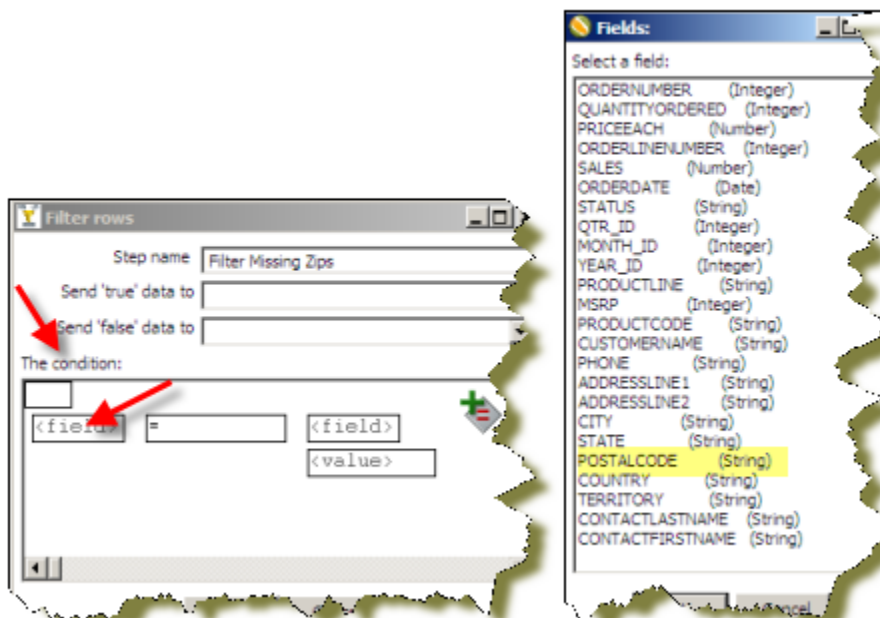 Filter rows
Step name Filter Missing Zips
Send 'true' data to
Send 'false' data to
The condition:
<field> = <field>
<value>
Fields:
Select a field:
ORDERNUMBER (Integer)
QUANTITYORDERED (Integer)
PRICEEACH (Number)
ORDERLINENUMBER (Integer)
SALES (Number)
ORDERDATE (Date)
STATUS (String)
QTR_ID (Integer)
MONTH_ID (Integer)
YEAR_ID (Integer)
PRODUCTLINE (String)
MSRP (Integer)
PRODUCTCODE (String)
CUSTOMERNAME (String)
PHONE (String)
ADDRESSLINE1 (String)
ADDRESSLINE2 (String)
CITY (String)
STATE (String)
POSTALCODE (String)
COUNTRY (String)
TERRITORY (String)
CONTACTLASTNAME (String)
CONTACTFIRSTNAME (String)
Cancel